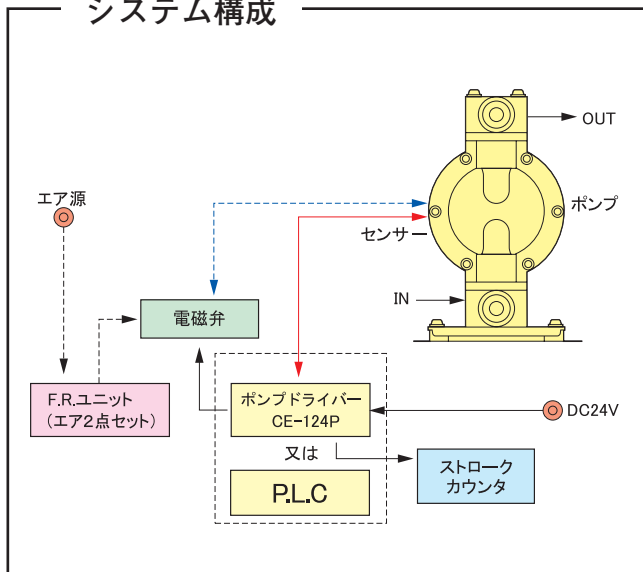 システム構成
OUT
エア源
ポンプ
センサー
IN
電磁弁
F.R.ユニット
(エア2点セット)
ポンプドライバー
CE-124P
DC24V
又は
ストローク
カウンタ
P.L.C